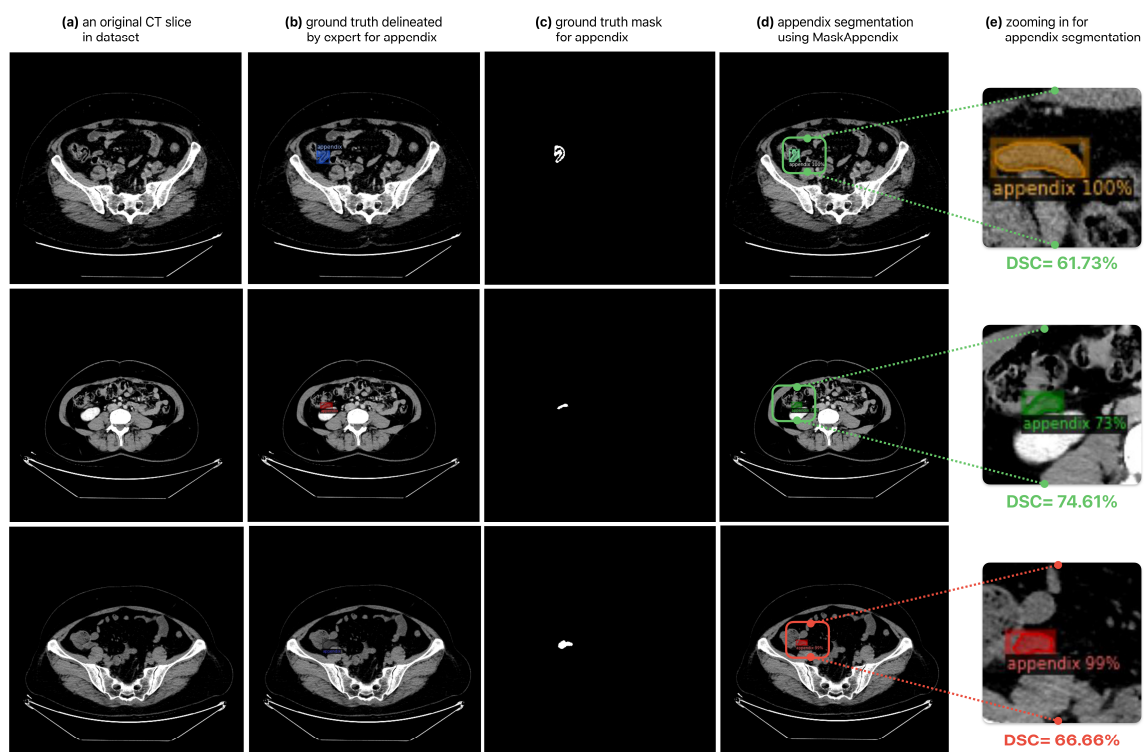 (a) an original CT slice
in dataset
(b) ground truth delineated
by expert for appendix
(c) ground truth mask
for appendix
(d) appendix segmentation
using MaskAppendix
(e) zooming in for
appendix segmentation
appendix
appendix 100%
appendix 100%
DSC= 61.73%
appendix 73%
DSC= 74.61%
appendix 99%
appendix 99%
DSC= 66.66%